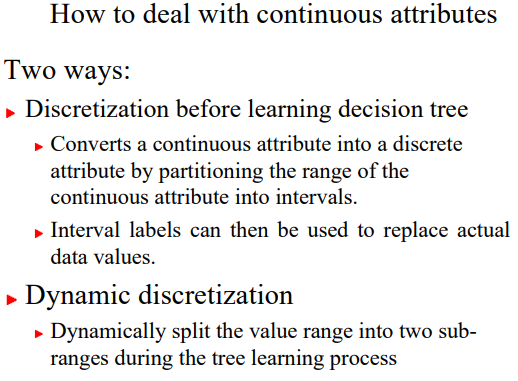 How to deal with continuous attributes
Two ways:
Discretization before learning decision tree
Converts a continuous attribute into a discrete
attribute by partitioning the range of the
continuous attribute into intervals.
Interval labels can then be used to replace actual
data values.
Dynamic discretization
Dynamically split the value range into two sub-
ranges during the tree learning process